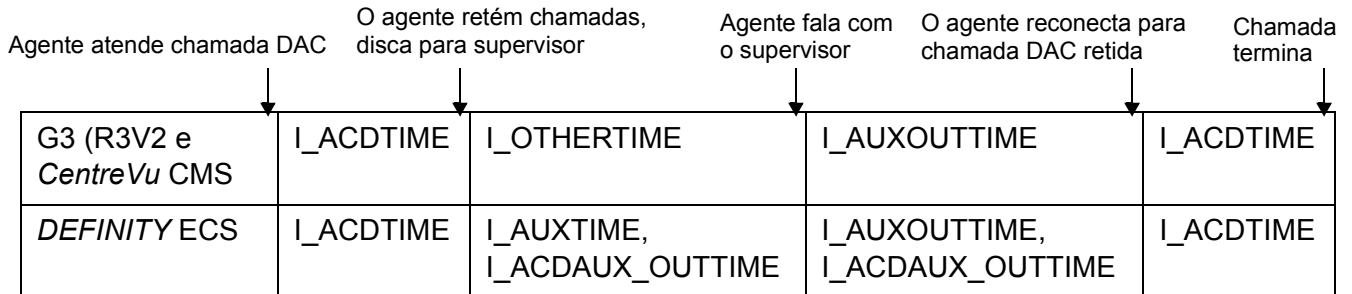 Agente atende chamada DAC
O agente retém chamadas,
disca para supervisor
Agente fala com
o supervisor
O agente reconecta para
chamada DAC retida
Chamada
termina
G3 (R3V2 e
CentreVu CMS
I_ACDTIME
I_OTHERTIME
I_AUXOUTTIME
I_ACDTIME
DEFINITY ECS
I_ACDTIME
I_AUXTIME,
I_ACDAUX_OUTTIME
I_AUXOUTTIME,
I_ACDAUX_OUTTIME
I_ACDTIME